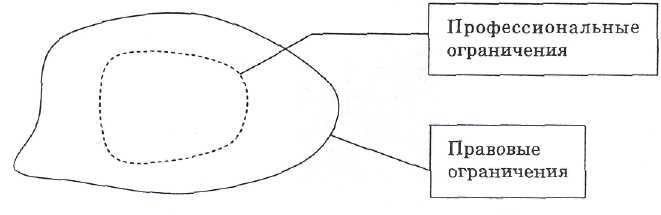 Профессиональные
ограничения
Правовые
ограничения